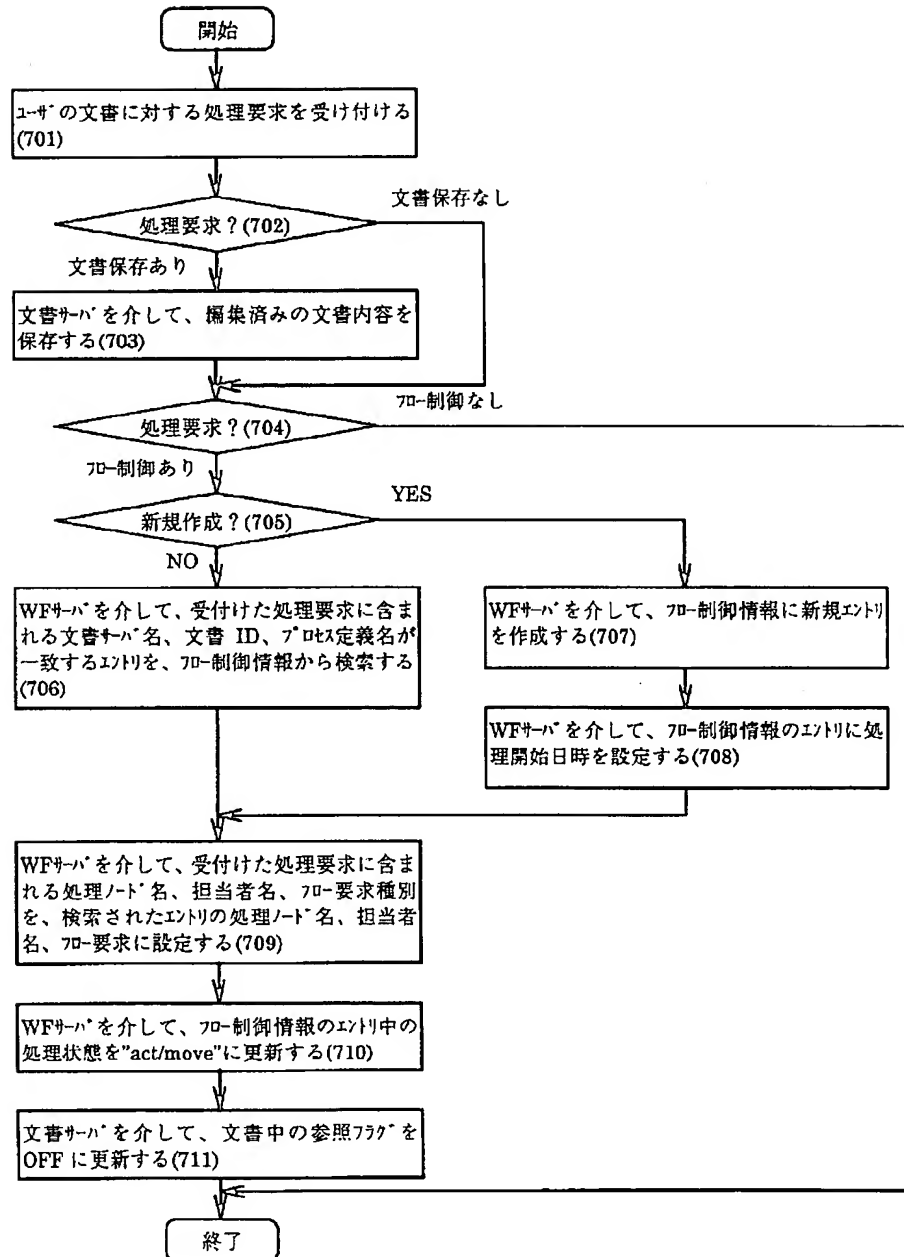 開始
ユーザの文書に対する処理要求を受け付ける
(701)
文書保存なし
処理要求？(702)
文書保存あり
文書サーバを介して、編集済みの文書内容を
保存する(703)
フロー制御なし
処理要求？(704)
フロー制御あり
YES
新規作成？(705)
NO
WFサーバを介して、受付けた処理要求に含ま
れる文書サーバ名、文書 ID、プロセス定義名が
一致するエントリを、フロー制御情報から検索する
(706)
WFサーバを介して、フロー制御情報に新規エントリ
を作成する(707)
WFサーバを介して、フロー制御情報のエントリに処
理開始日時を設定する(708)
WFサーバを介して、受付けた処理要求に含ま
れる処理ノード名、担当者名、フロー要求種別
を、検索されたエントリの処理ノード名、担当者
名、フロー要求に設定する(709)
WFサーバを介して、フロー制御情報のエントリ中の
処理状態を"act/move"に更新する(710)
文書サーバを介して、文書中の参照フラグを
OFF に更新する(711)
終了